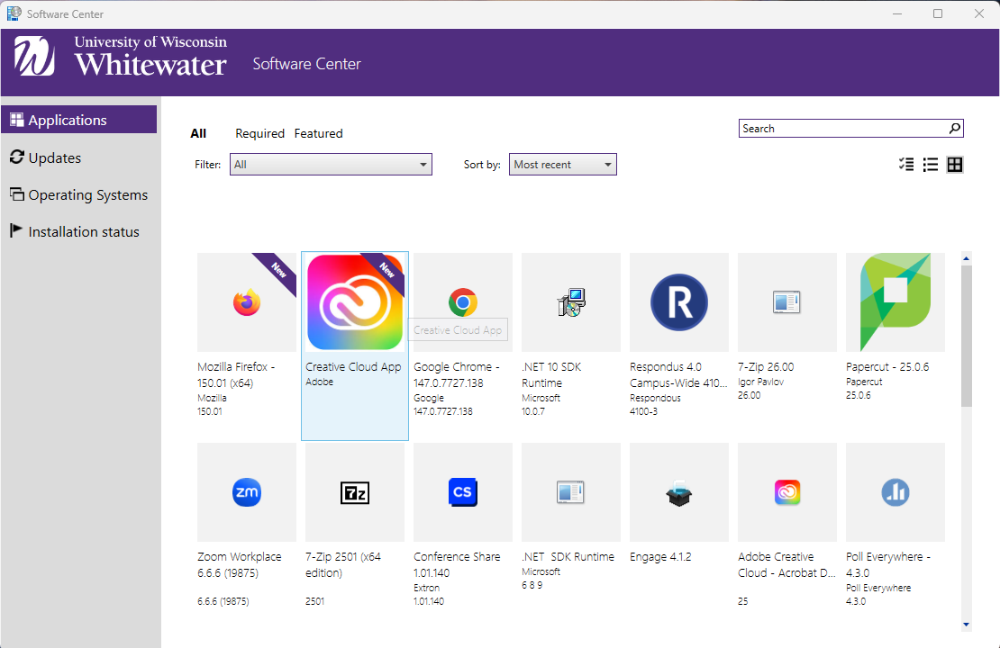 Software Center
University of Wisconsin
Whitewater
Software Center
Applications
Updates
Operating Systems
Installation status
All Required Featured
Search
Filter: All
Sort by: Most recent
New
New
R
Creative Cloud App
Mozilla Firefox -
150.01 (x64)
Mozilla
150.01
Creative Cloud App
Adobe
Google Chrome -
147.0.7727.138
Google
147.0.7727.138
.NET 10 SDK
Runtime
Microsoft
10.0.7
Respondus 4.0
Campus-Wide 410...
Respondous
4100-3
7-Zip 26.00
Igor Pavlov
26.00
Papercut - 25.0.6
Papercut
25.0.6
zm
7z
CS
Zoom Workplace
6.6.6 (19875)
6.6.6 (19875)
7-Zip 2501 (x64
edition)
2501
Conference Share
1.01.140
Extron
1.01.140
.NET  SDK Runtime
Microsoft
6 8 9
Engage 4.1.2
Adobe Creative
Cloud - Acrobat D...
25
Poll Everywhere -
4.3.0
Poll Everywhere
4.3.0